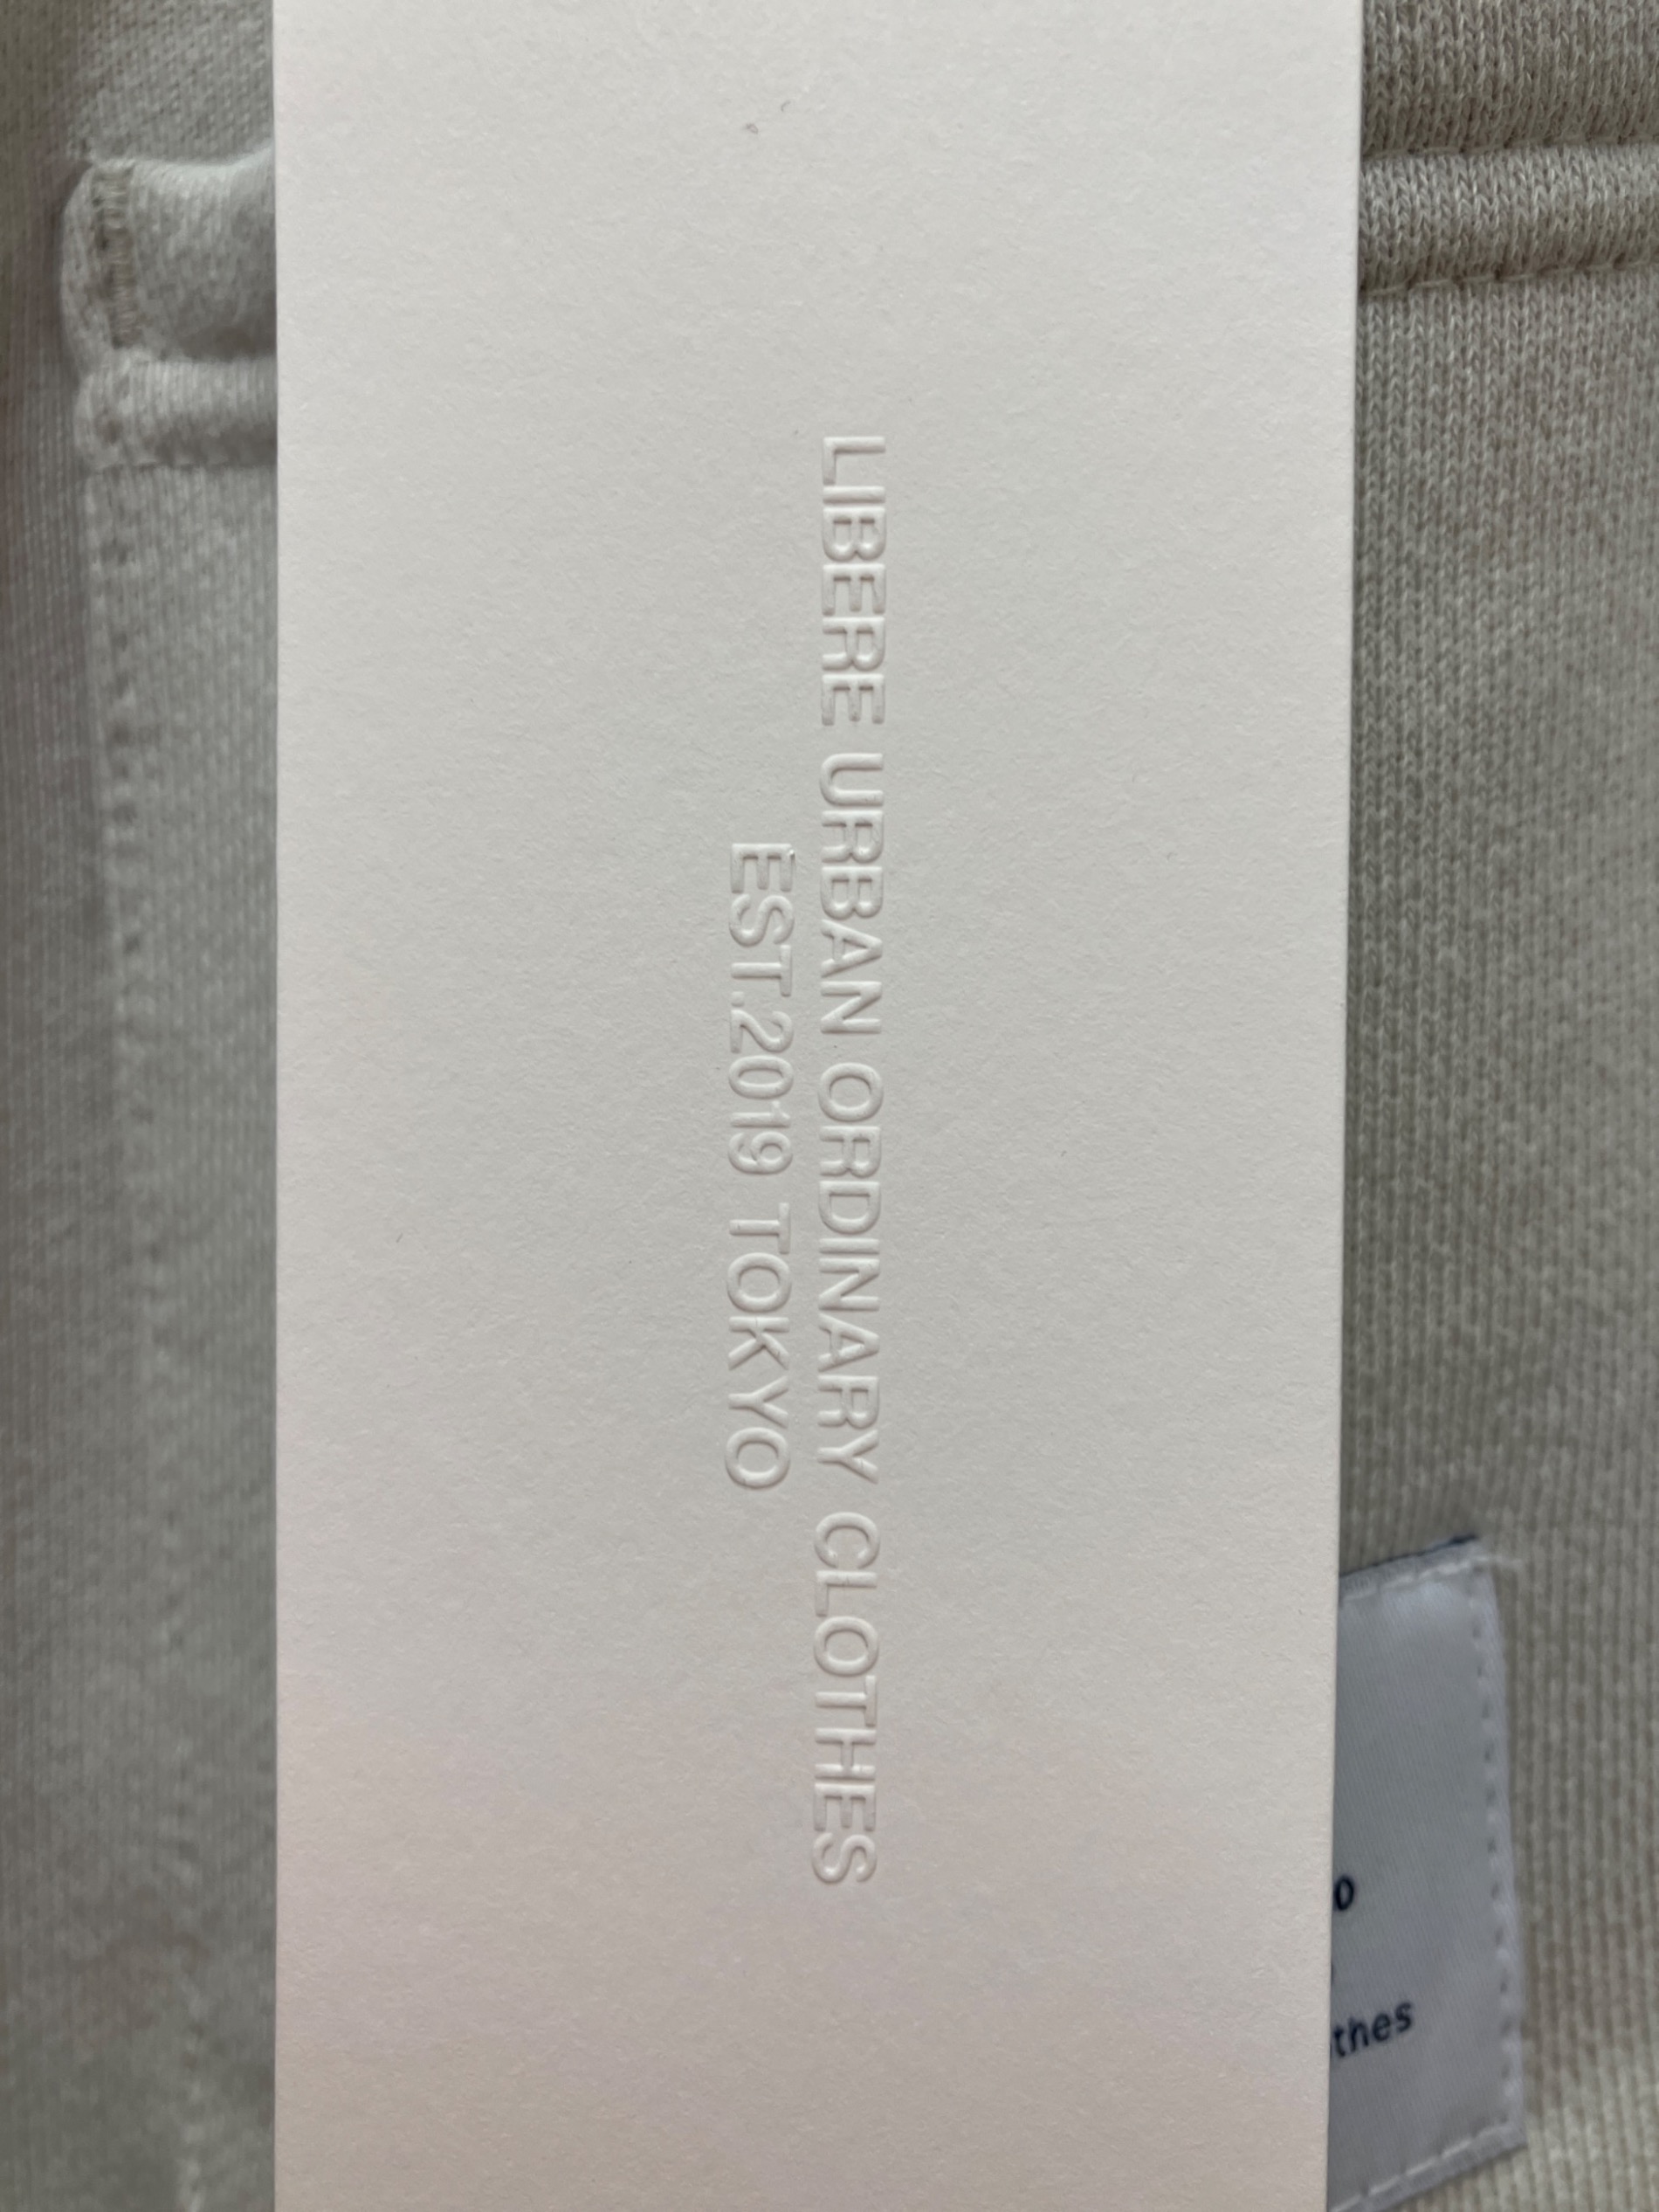 LIBERE URBAN ORDINARY CLOTHES
EST.2019 TOKYO